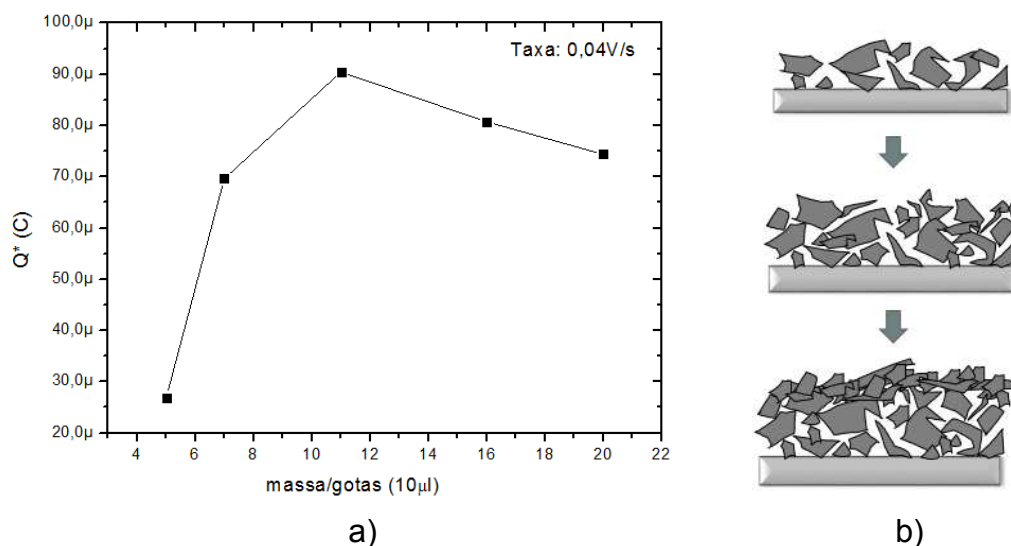 100,0µ
90,0µ
80,0µ
70,0µ
60,0µ
50,0µ
40,0µ
30,0µ
20,0µ
Q* (C)
Taxa: 0,04V/s
4 6 8 10 12 14 16 18 20 22
massa/gotas (10µl)
a)
b)